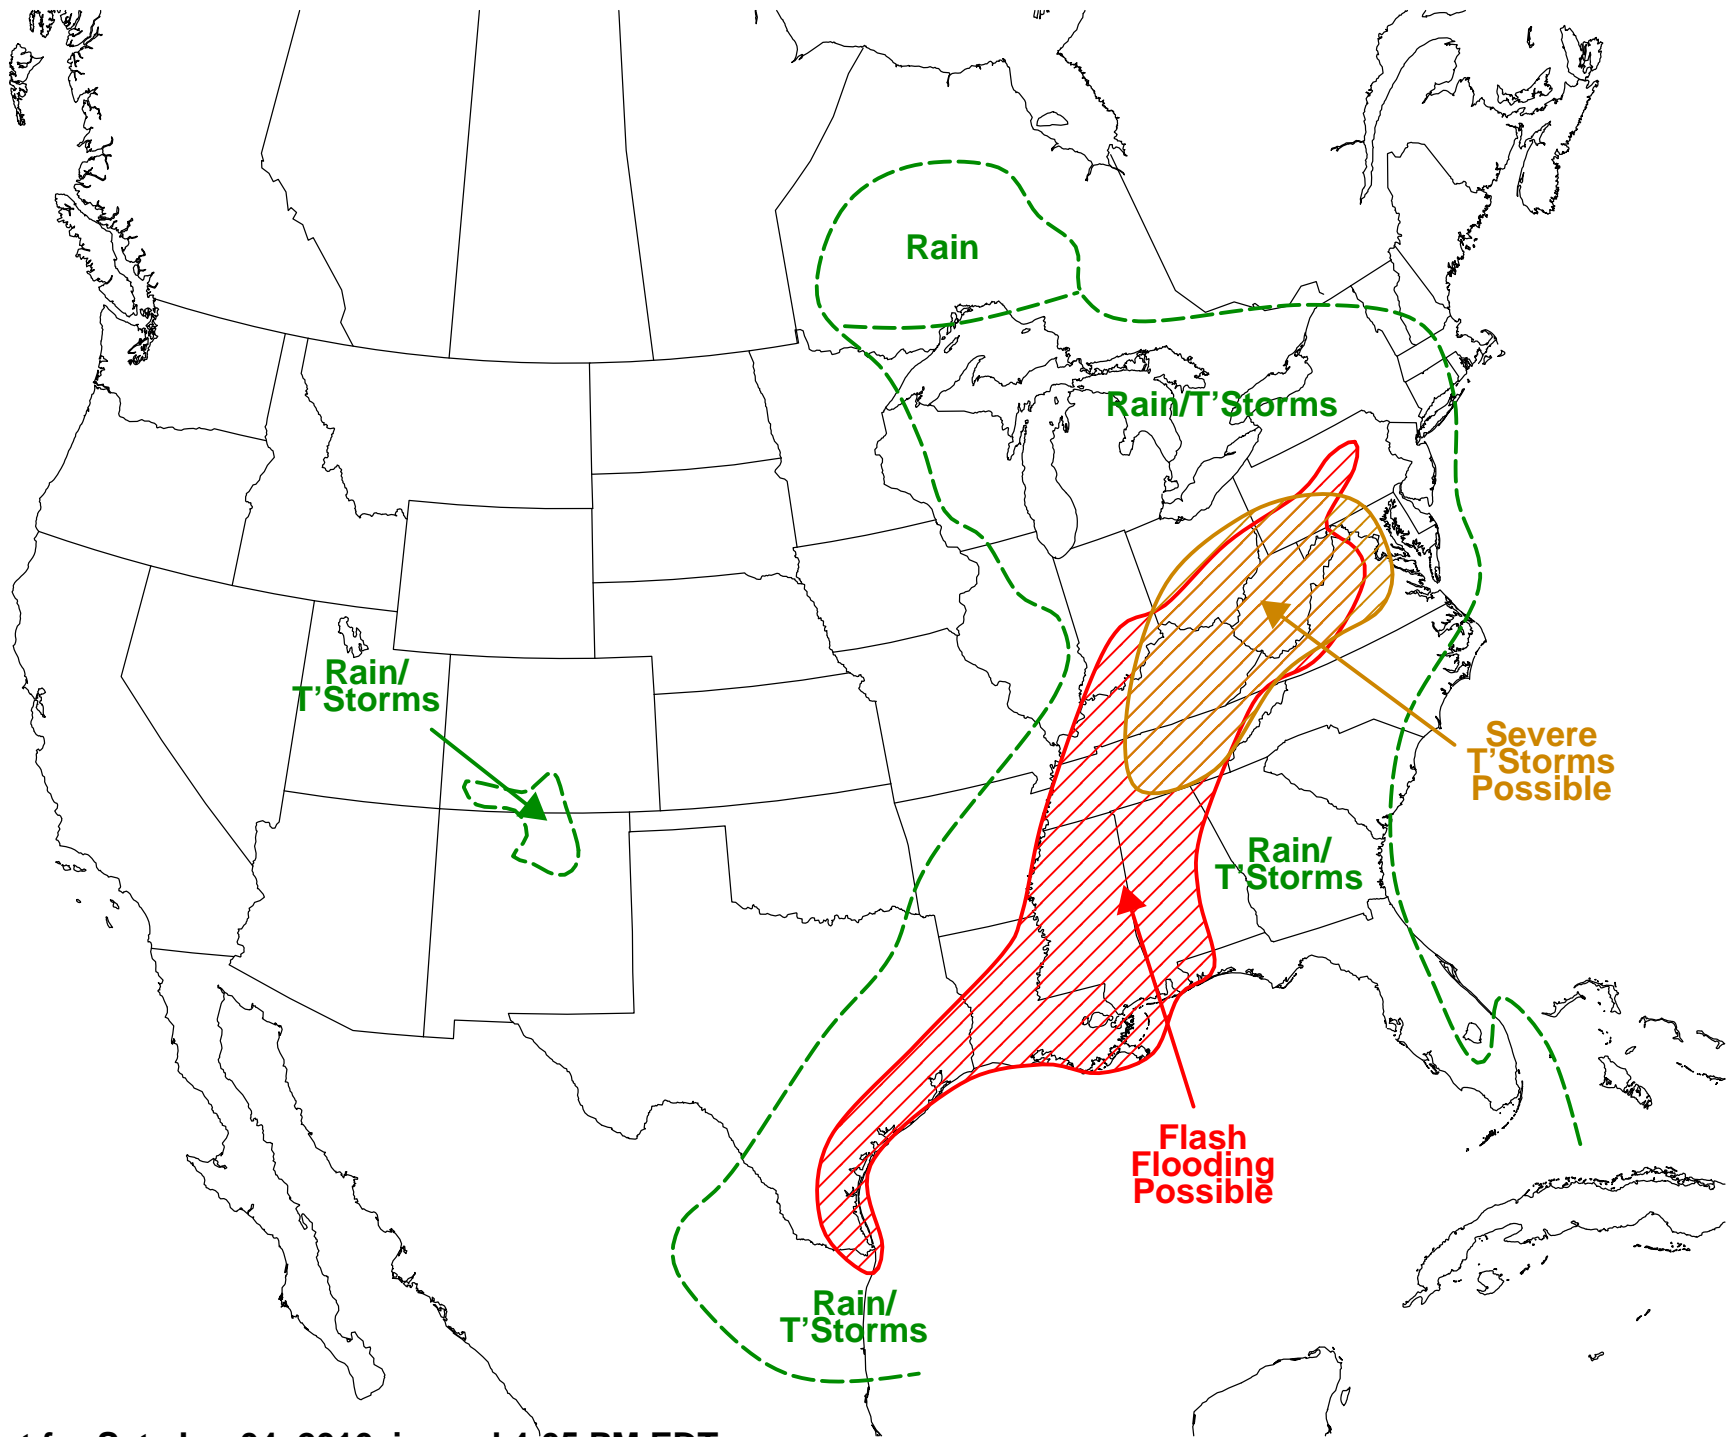 Rain
Rain/T’Storms
Rain/
T’Storms
Severe
T’Storms
Possible
Rain/
T’Storms
Flash
Flooding
Possible
Rain/
T’Storms